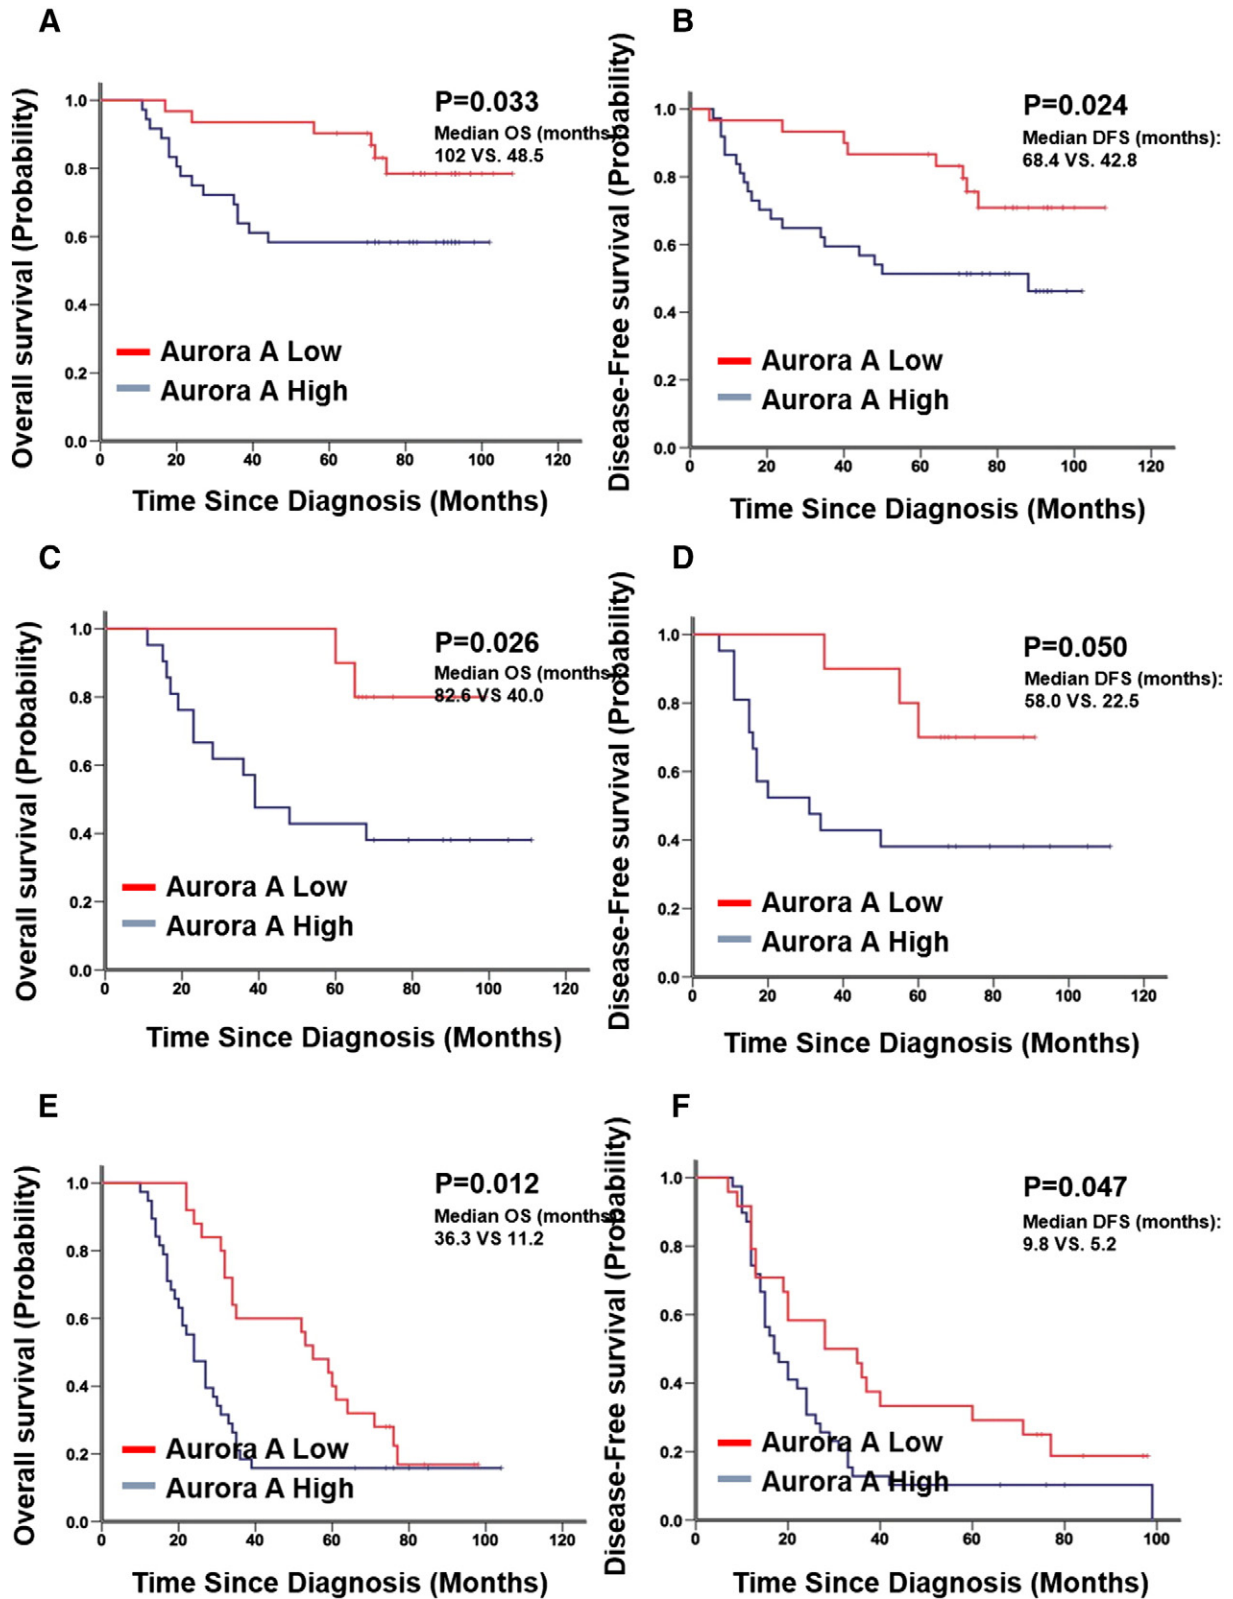 A
Overall survival (Probability)
1.0
0.8
0.6
0.4
0.2
0.0
P=0.033
Median OS (months
102 VS. 48.5
Aurora A Low
Aurora A High
0 20 40 60 80 100 120
Time Since Diagnosis (Months)
B
Disease-Free survival (Probability)
1.0
0.8
0.6
0.4
0.2
0.0
P=0.024
Median DFS (months):
68.4 VS. 42.8
Aurora A Low
Aurora A High
0 20 40 60 80 100 120
Time Since Diagnosis (Months)
C
Overall survival (Probability)
1.0
0.8
0.6
0.4
0.2
0.0
P=0.026
Median OS (months):
82.6 VS 40.0
Aurora A Low
Aurora A High
0 20 40 60 80 100 120
Time Since Diagnosis (Months)
D
Disease-Free survival (Probability)
1.0
0.8
0.6
0.4
0.2
0.0
P=0.050
Median DFS (months):
58.0 VS. 22.5
Aurora A Low
Aurora A High
0 20 40 60 80 100 120
Time Since Diagnosis (Months)
E
Overall survival (Probability)
1.0
0.8
0.6
0.4
0.2
0.0
P=0.012
Median OS (months):
36.3 VS 11.2
Aurora A Low
Aurora A High
0 20 40 60 80 100 120
Time Since Diagnosis (Months)
F
Disease-Free survival (Probability)
1.0
0.8
0.6
0.4
0.2
0.0
P=0.047
Median DFS (months):
9.8 VS. 5.2
Aurora A Low
Aurora A High
0 20 40 60 80 100
Time Since Diagnosis (Months)